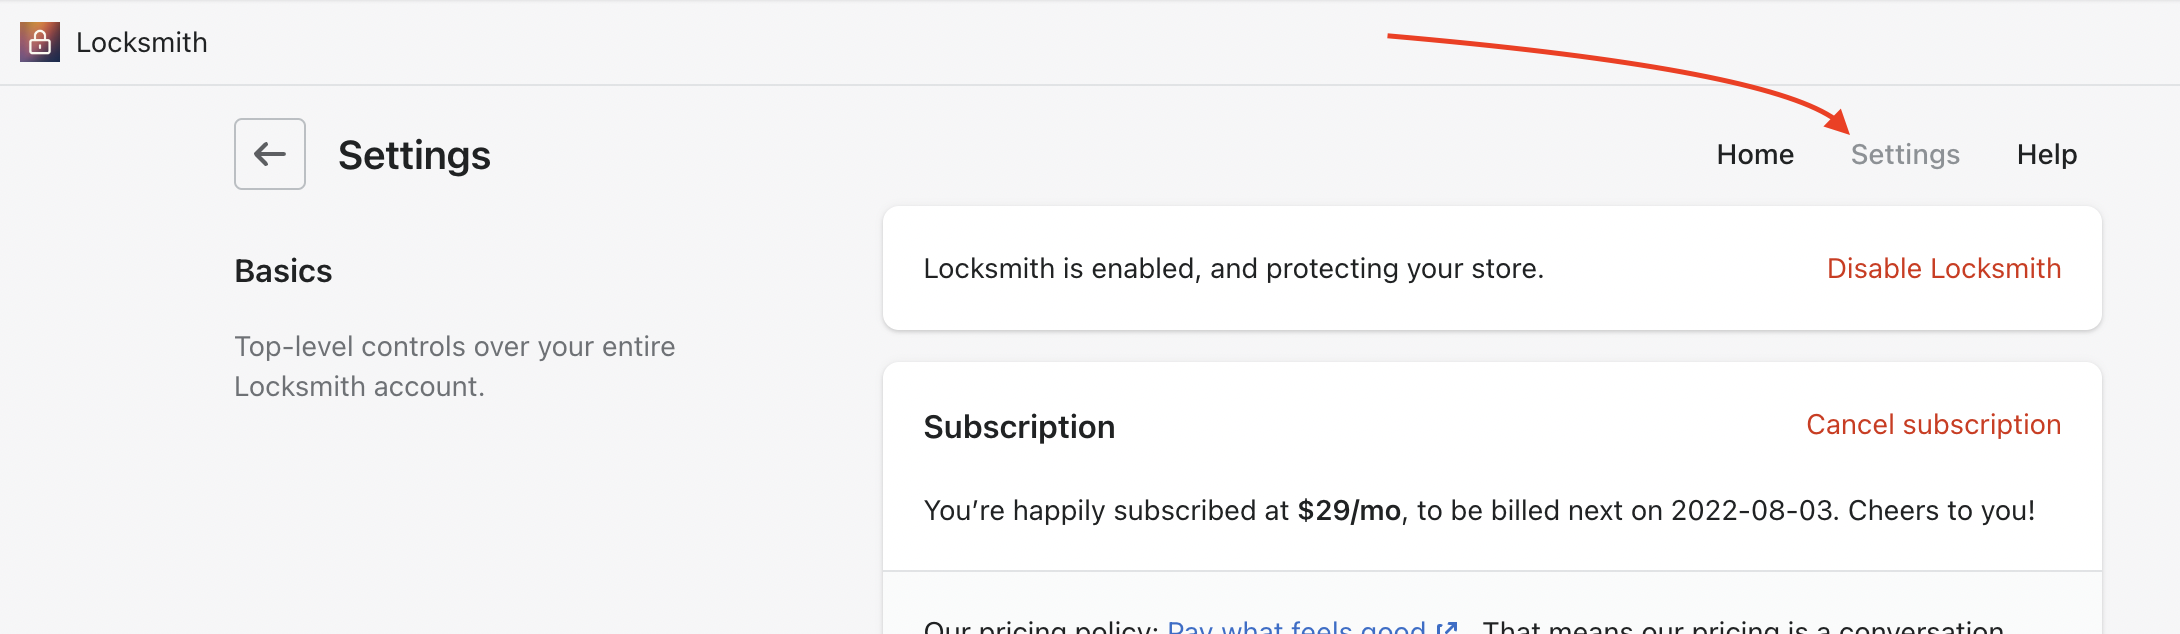 Locksmith
Settings
Home Settings Help
Basics
Top-level controls over your entire
Locksmith account.
Locksmith is enabled, and protecting your store.
Disable Locksmith
Subscription
Cancel subscription
You’re happily subscribed at $29/mo, to be billed next on 2022-08-03. Cheers to you!
Our pricing policy: Pay what feels good. That means our pricing is a conversation